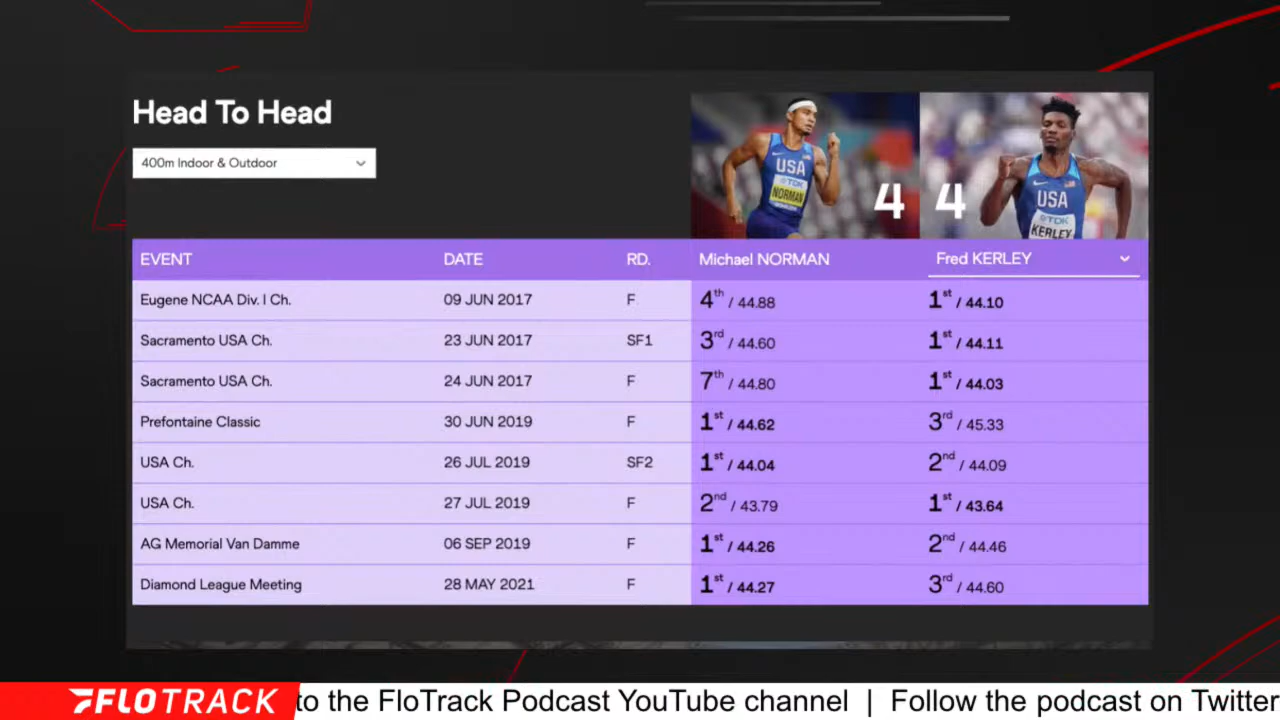 Head To Head
400m Indoor & Outdoor
USA
TDK
NORMAN
4
4
USA
TDK
KERLEY
EVENT DATE RD. Michael NORMAN Fred KERLEY
Eugene NCAA Div. I Ch. 09 JUN 2017 F 4th / 44.88 1st / 44.10
Sacramento USA Ch. 23 JUN 2017 SF1 3rd / 44.60 1st / 44.11
Sacramento USA Ch. 24 JUN 2017 F 7th / 44.80 1st / 44.03
Prefontaine Classic 30 JUN 2019 F 1st / 44.62 3rd / 45.33
USA Ch. 26 JUL 2019 SF2 1st / 44.04 2nd / 44.09
USA Ch. 27 JUL 2019 F 2nd / 43.79 1st / 43.64
AG Memorial Van Damme 06 SEP 2019 F 1st / 44.26 2nd / 44.46
Diamond League Meeting 28 MAY 2021 F 1st / 44.27 3rd / 44.60
FLOTRACK to the FloTrack Podcast YouTube channel | Follow the podcast on Twitter